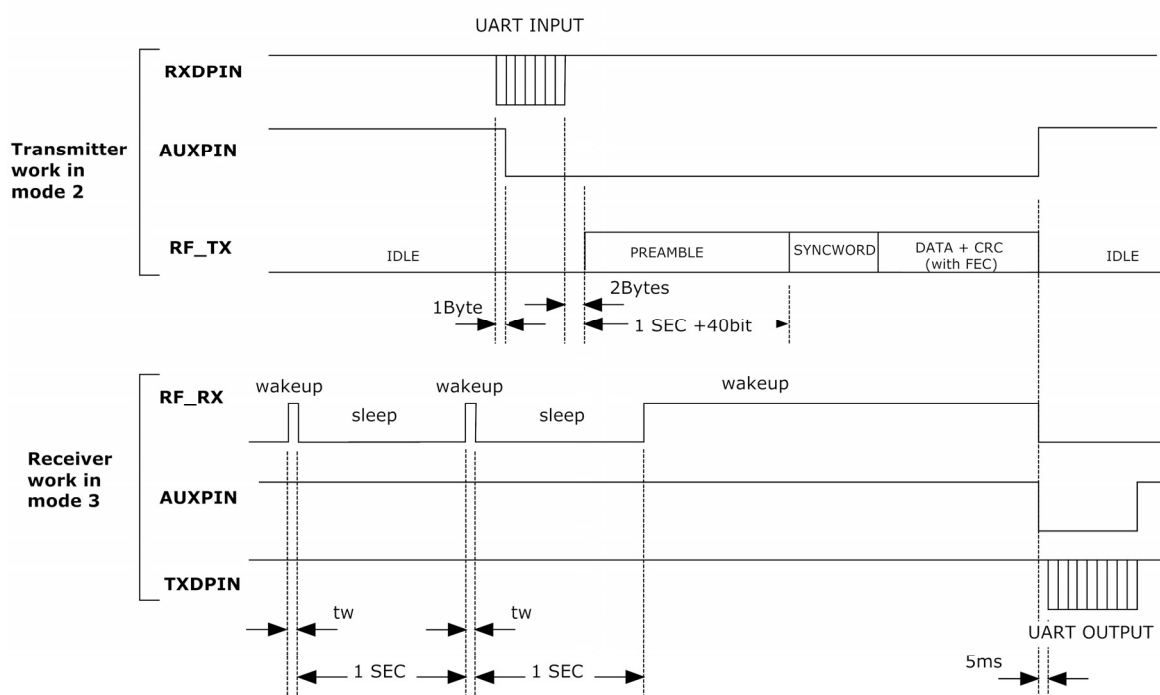 UART INPUT
RXDPIN
AUXPIN
Transmitter
work in
mode 2
RF_TX
IDLE
PREAMBLE
SYNCWORD
DATA + CRC
(with FEC)
IDLE
2Bytes
1Byte
1 SEC +40bit
wakeup
wakeup
wakeup
RF_RX
sleep
sleep
Receiver
work in
mode 3
AUXPIN
TXDPIN
tw
tw
UART OUTPUT
1 SEC
1 SEC
5ms